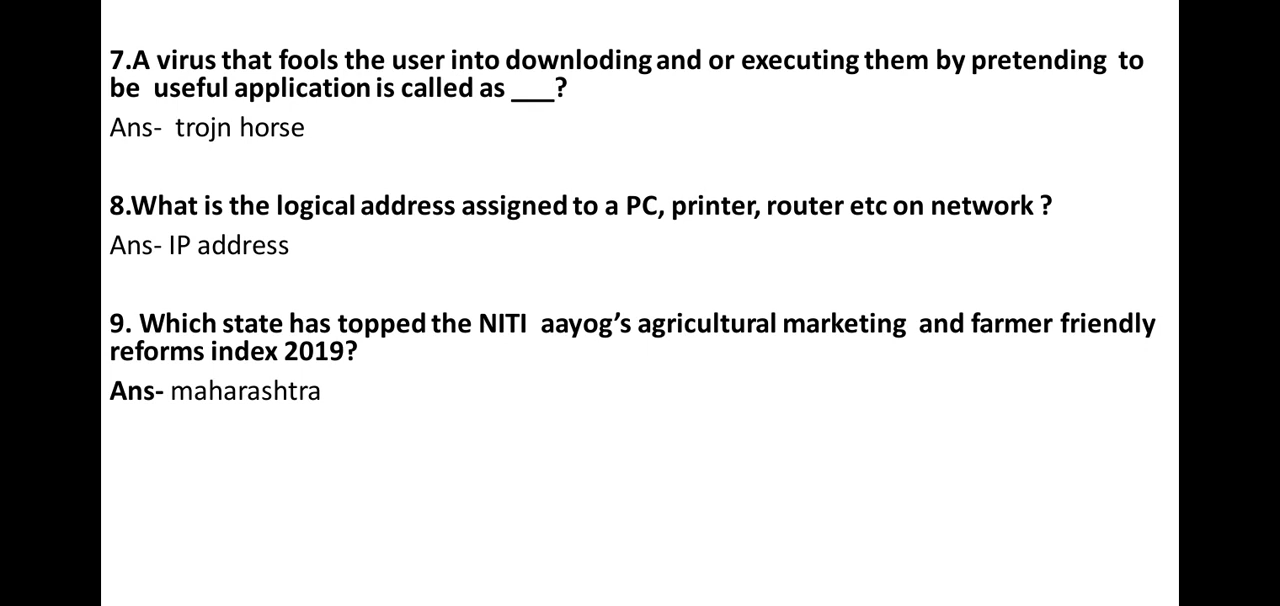 7.A virus that fools the user into downloding and or executing them by pretending to
be useful application is called as ___?
Ans- trojn horse
8.What is the logical address assigned to a PC, printer, router etc on network ?
Ans- IP address
9. Which state has topped the NITI aayog’s agricultural marketing and farmer friendly
reforms index 2019?
Ans- maharashtra